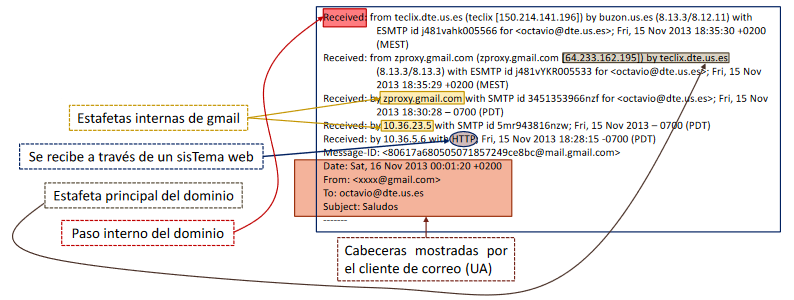 Received: from teclix.dte.us.es (teclix [150.214.141.196]) by buzon.us.es (8.13.3/8.12.11) with
ESMTP id j481vahk005566 for <octavio@dte.us.es>; Fri, 15 Nov 2013 18:35:30 +0200
(MEST)
Received: from zproxy.gmail.com (zproxy.gmail.com [64.233.162.195]) by teclix.dte.us.es
(8.13.3/8.13.3) with ESMTP id j481vYKR005533 for <octavio@dte.us.es>; Fri, 15 Nov
2013 18:35:29 +0200 (MEST)
Received: by zproxy.gmail.com with SMTP id 3451353966nzf for <octavio@dte.us.es>; Fri, 15 Nov
2013 18:30:28 – 0700 (PDT)
Received: by 10.36.23.5 with SMTP id 5mr943816nzw; Fri, 15 Nov 2013 – 0700 (PDT)
Received: by 10.36.5.6 with HTTP; Fri, 15 Nov 2013 18:28:15 -0700 (PDT)
Message-ID: <80617a680505071857249ce8bc@mail.gmail.com>
Date: Sat, 16 Nov 2013 00:01:20 +0200
From: <xxxx@gmail.com>
To: octavio@dte.us.es
Subject: Saludos
-------
Estafetas internas de gmail
Se recibe a través de un sisTema web
Estafeta principal del dominio
Paso interno del dominio
Cabeceras mostradas por
el cliente de correo (UA)